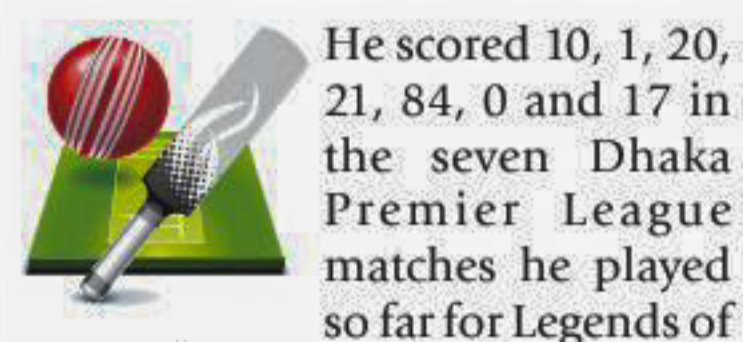 He scored 10, 1, 20,
21, 84, 0 and 17 in
the seven Dhaka
Premier League
matches he played
so far for Legends of